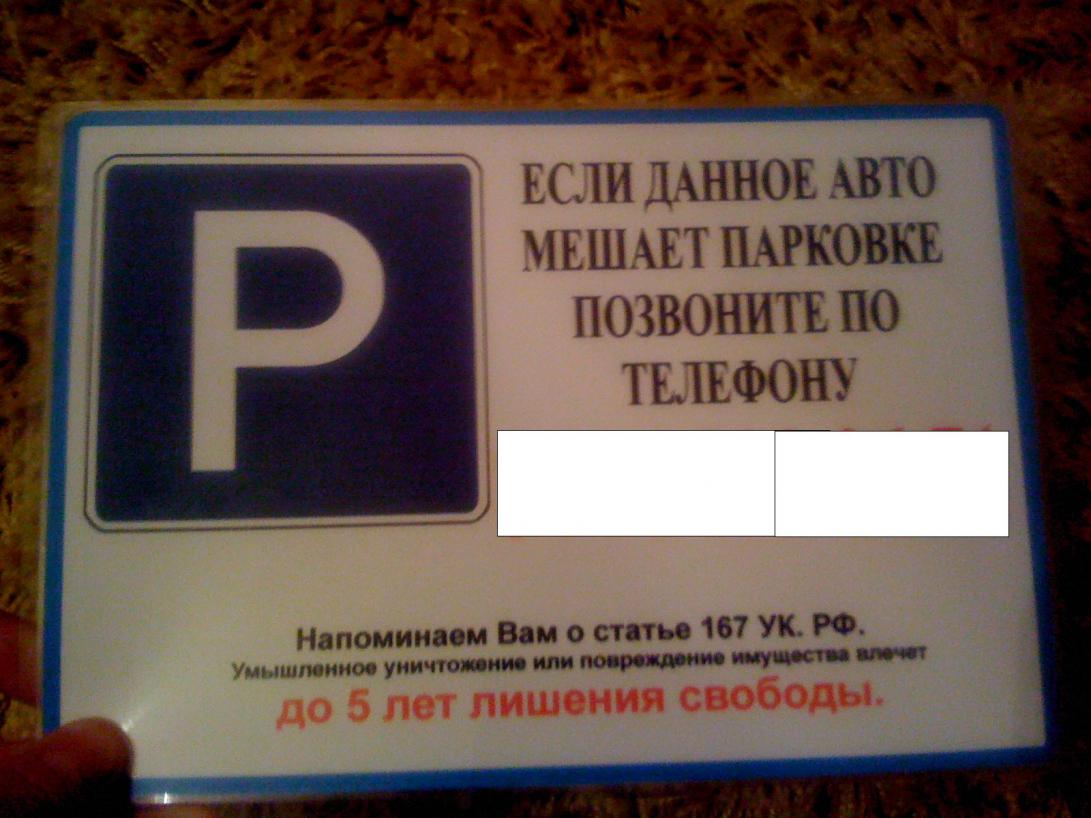 P
ЕСЛИ ДАННОЕ АВТО
МЕШАЕТ ПАРКОВКЕ
ПОЗВОНИТЕ ПО
ТЕЛЕФОНУ
Напоминаем Вам о статье 167 УК. РФ.
Умышленное уничтожение или повреждение имущества влечет
до 5 лет лишения свободы.